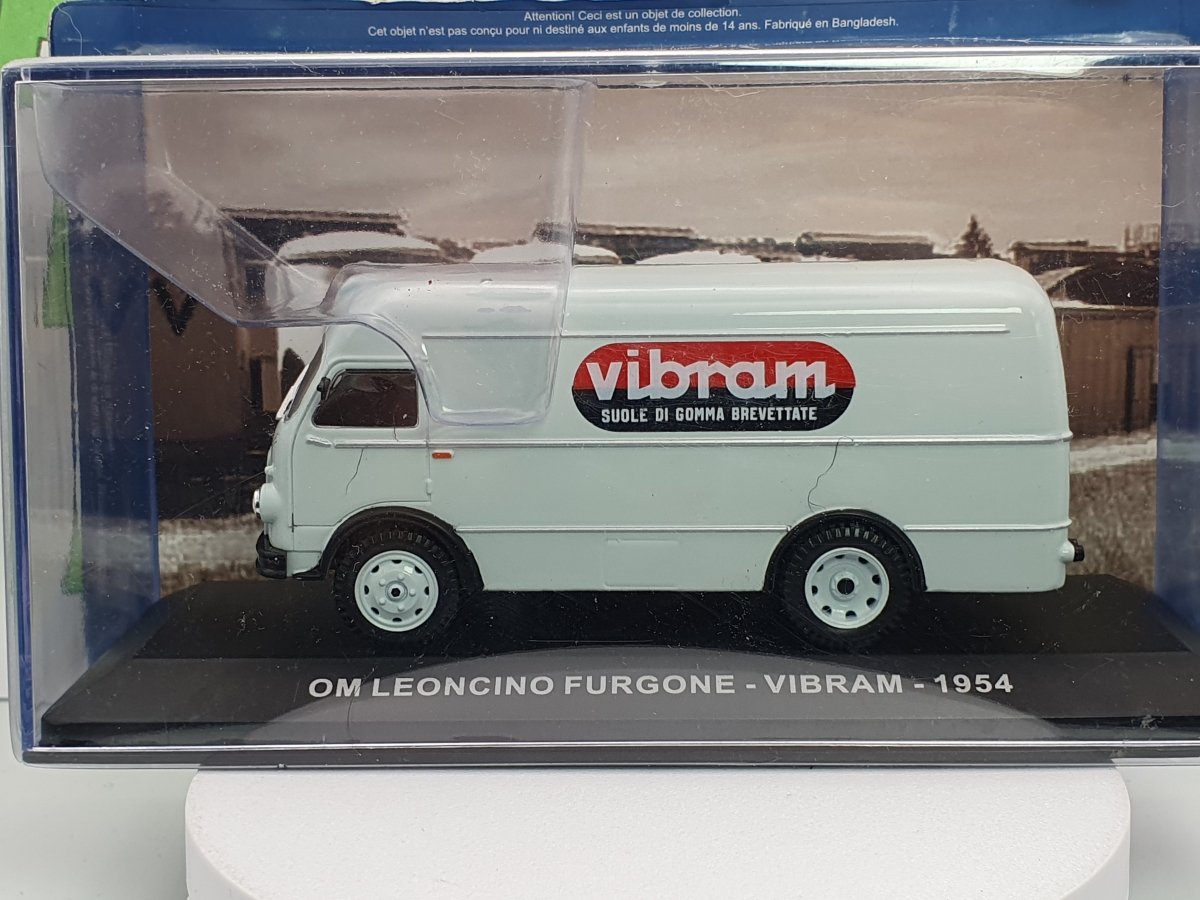 Attention! Ceci est un objet de collection.
Cet objet n'est pas conçu pour ni destiné aux enfants de moins de 14 ans. Fabriqué en Bangladesh.
vibram
SUOLE DI GOMMA BREVETTATE
OM LEONCINO FURGONE - VIBRAM - 1954